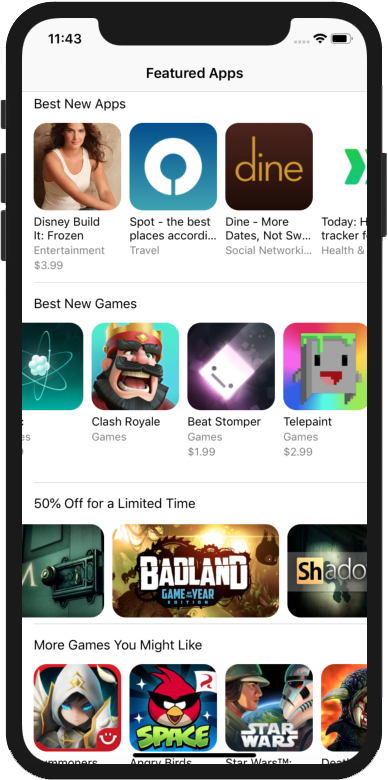 11:43
Featured Apps
Best New Apps
dine
Disney Build
It: Frozen
Entertainment
$3.99
Spot - the best
places accordi...
Travel
Dine - More
Dates, Not Sw...
Social Networki...
Today: H
tracker f
Health &
Best New Games
Clash Royale
Games
Beat Stomper
Games
$1.99
Telepaint
Games
$2.99
50% Off for a Limited Time
BADLAND
GAME OF THE YEAR
EDITION
Shado
More Games You Might Like
SPACE
STAR
WARS
Summoners
Angry Birds
Star Wars™:
Death